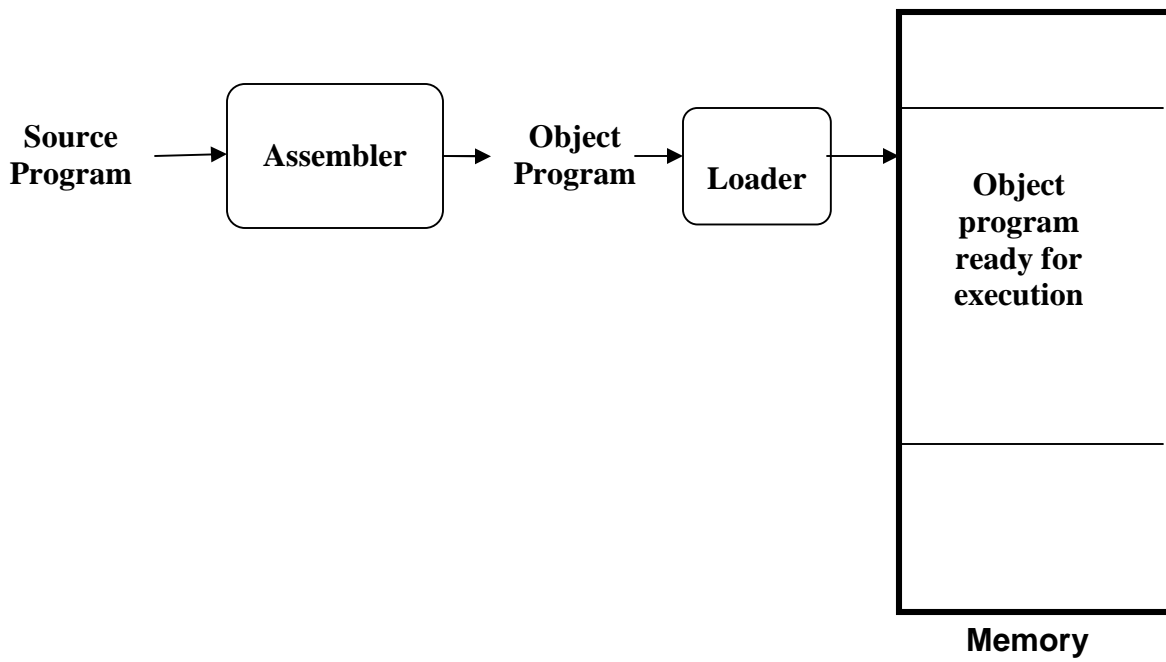 Source
Program
Assembler
Object
Program
Loader
Object
program
ready for
execution
Memory